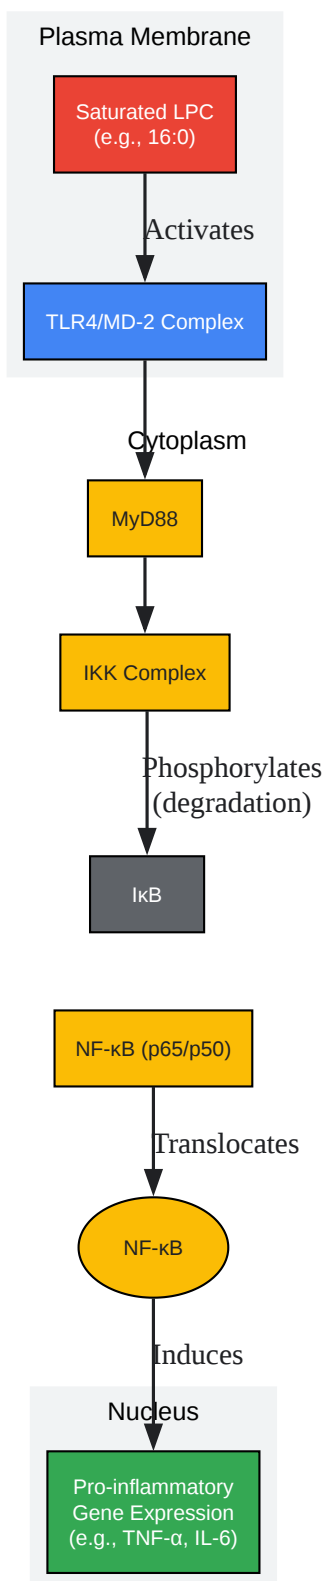 Plasma Membrane
Saturated LPC
(e.g., 16:0)
Activates
TLR4/MD-2 Complex
Cytoplasm
MyD88
IKK Complex
Phosphorylates
(degradation)
IκB
NF-κB (p65/p50)
Translocates
NF-κB
Induces
Nucleus
Pro-inflammatory
Gene Expression
(e.g., TNF-α, IL-6)